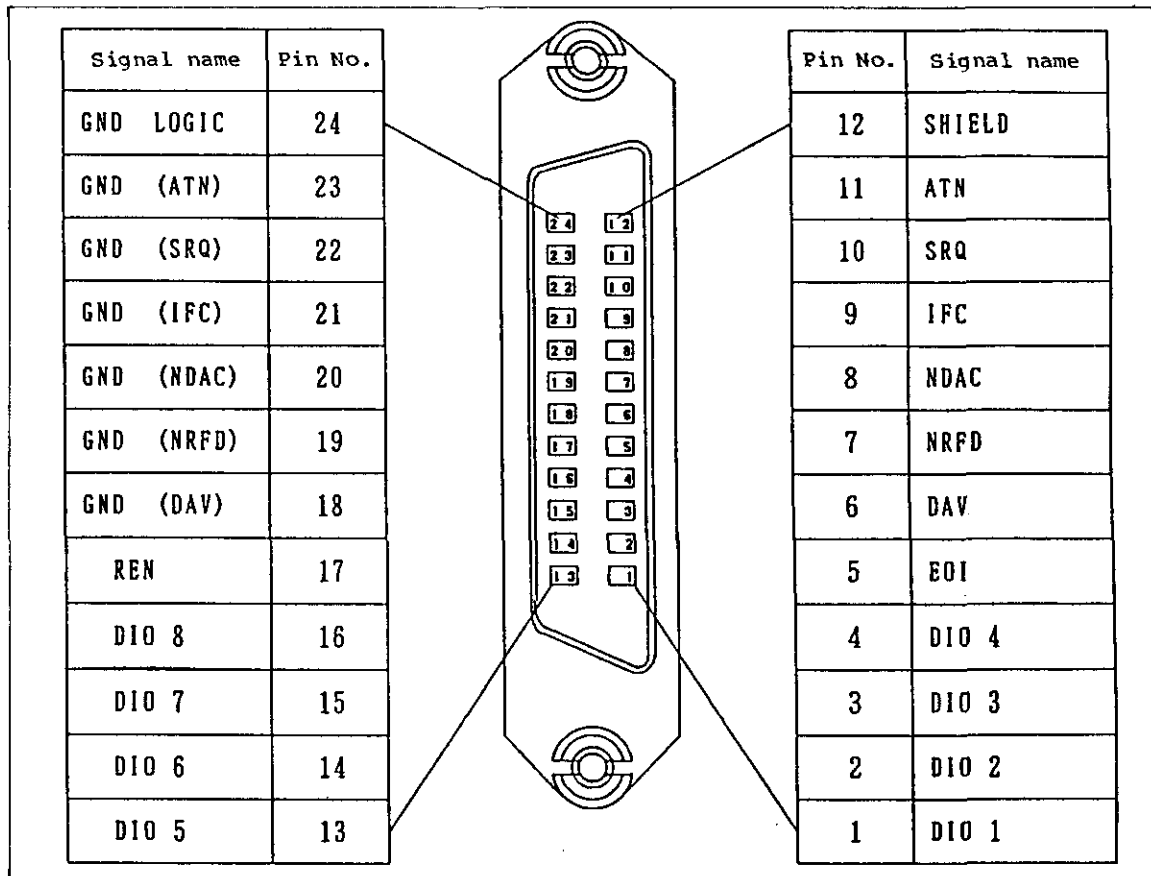 Signal name Pin No.
GND LOGIC 24
GND (ATN) 23
GND (SRQ) 22
GND (IFC) 21
GND (NDAC) 20
GND (NRFD) 19
GND (DAV) 18
REN 17
DIO 8 16
DIO 7 15
DIO 6 14
DIO 5 13
24 12
23 11
22 10
21 9
20 8
19 7
18 6
17 5
16 4
15 3
14 2
13 1
Pin No. Signal name
12 SHIELD
11 ATN
10 SRQ
9 IFC
8 NDAC
7 NRFD
6 DAV
5 EOI
4 DIO 4
3 DIO 3
2 DIO 2
1 DIO 1